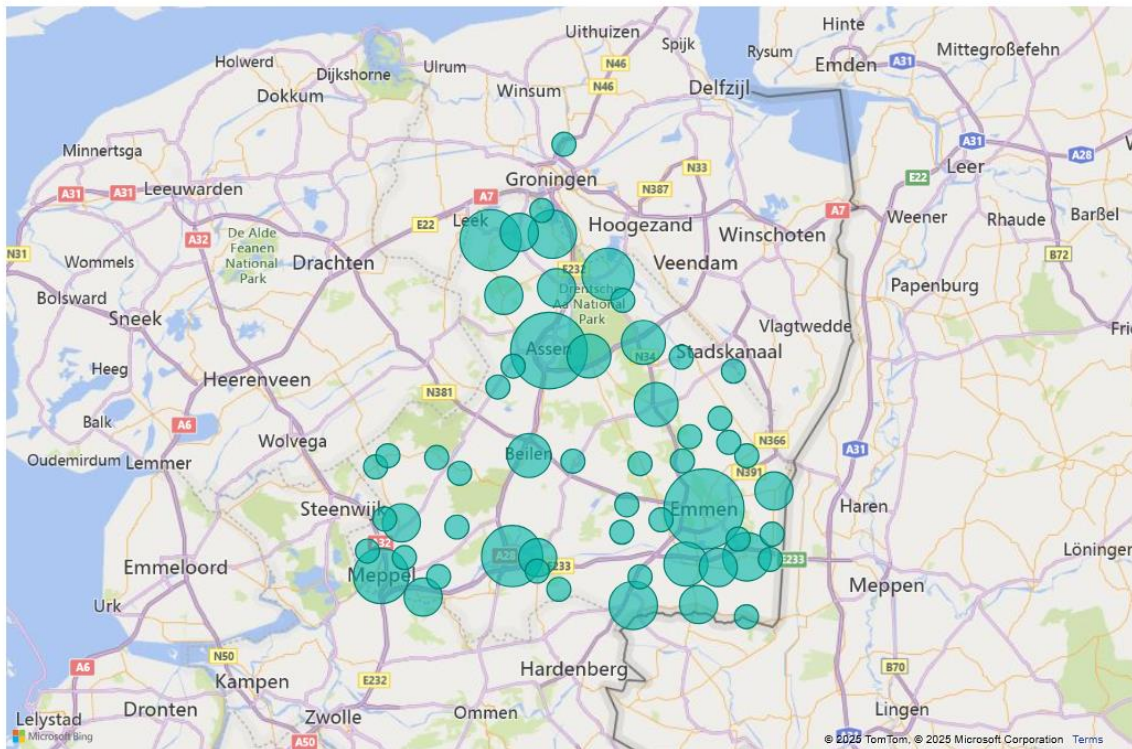 Hinte
Uithuizen
Spijk
Rysum
A31
Mittegroßefehn
Holwerd
Dijkshorne
Ulrum
N46
Emden
Dokkum
Winsum
N46
Delfzijl
A31
A28
Minnertsga
N33
Leer
A31
A31
Leeuwarden
A7
Groningen
N387
E22
A32
E22
Leek
Hoogezand
A7
Weener
Rhaude
Barßel
N31
De Alde
Feanen
National
Park
Winschoten
Wommels
Drachten
E232
Veendam
B72
Bolsward
Drentsche
Aa National
Park
Papenburg
Sneek
Vlagtwedde
Frie
Assen
Stadskanaal
Heeg
Heerenveen
N34
N381
Balk
A6
Wolvega
N366
Oudemirdum
Lemmer
Beilen
A31
N391
Steenwijk
Emmen
Haren
A32
Löningen
Emmeloord
Meppel
A28
E233
E233
Meppen
Urk
N50
Hardenberg
B70
A6
Kampen
E232
Dronten
Ommen
Lingen
Lelystad
Zwolle
A31
Microsoft Bing
A50
© 2025 TomTom, © 2025 Microsoft Corporation Terms